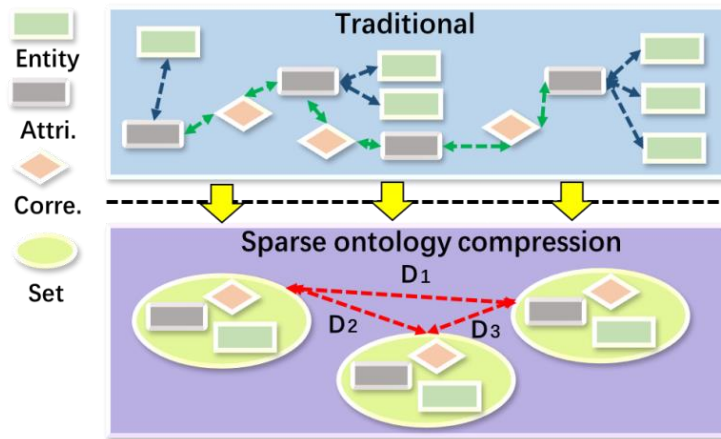 Entity
Attri.
Corre.
Set
Traditional
Sparse ontology compression
D1
D2
D3